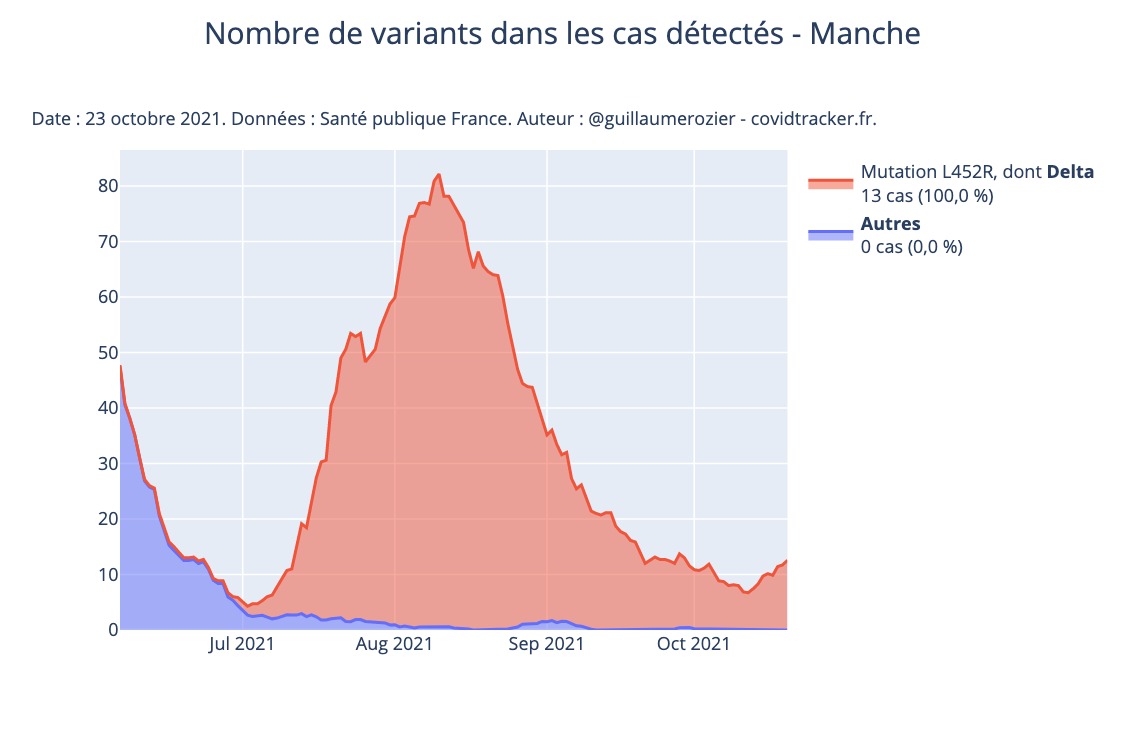 Nombre de variants dans les cas détectés - Manche
Date : 23 octobre 2021. Données : Santé publique France. Auteur : @guillaumerozier - covidtracker.fr.
Mutation L452R, dont Delta
13 cas (100,0 %)
Autres
0 cas (0,0 %)
80
70
60
50
40
30
20
10
0
Jul 2021
Aug 2021
Sep 2021
Oct 2021